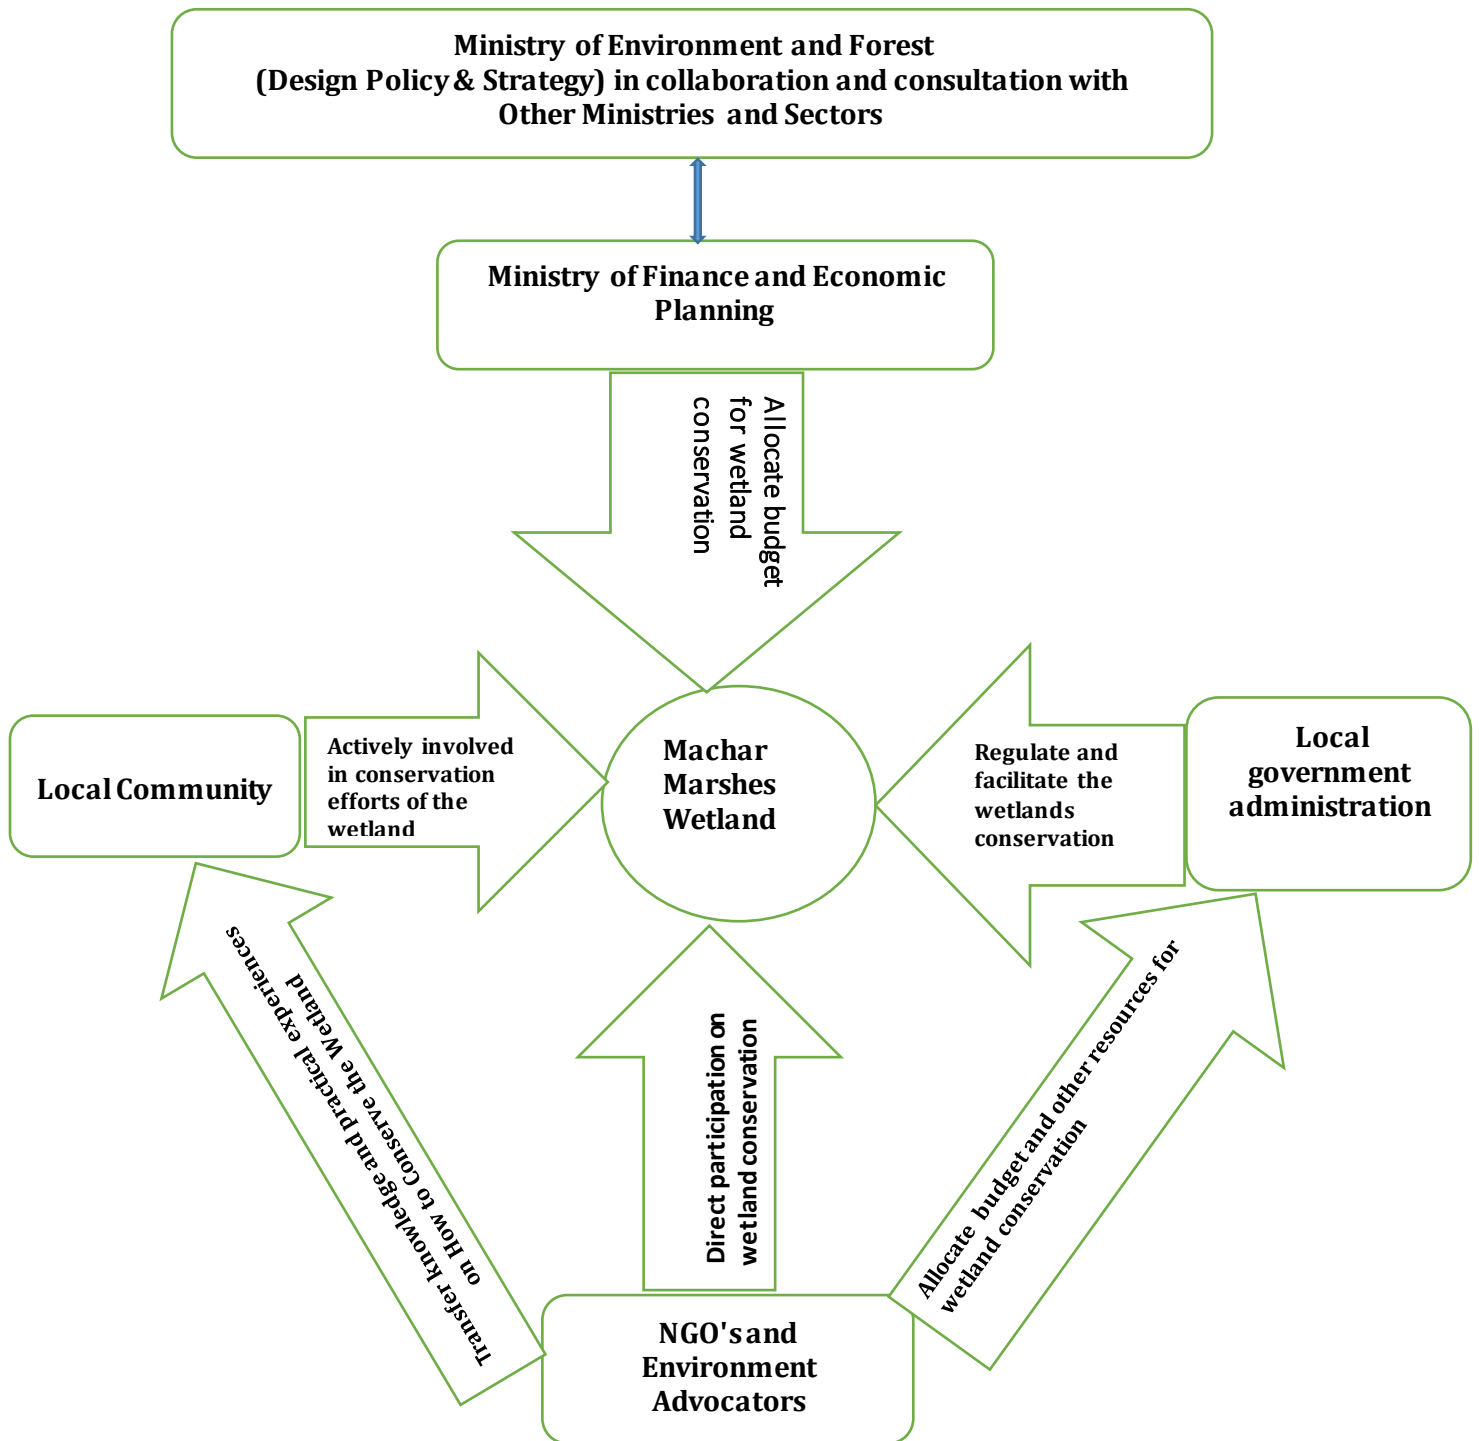 Ministry of Environment and Forest
(Design Policy & Strategy) in collaboration and consultation with
Other Ministries and Sectors
Ministry of Finance and Economic
Planning
Allocate budget
for wetland
conservation
Local Community
Actively involved
in conservation
efforts of the
wetland
Machar
Marshes
Wetland
Regulate and
facilitate the
wetlands
conservation
Local
government
administration
Transfer knowledge and practical experiences
on How to Conserve the Wetland
Direct participation on
wetland conservation
Allocate budget and other resources for
wetland conservation
NGO's and
Environment
Advocators